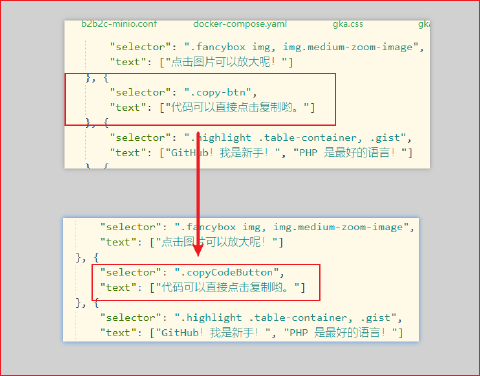 b2b2c-minio.conf docker-compose.yaml gka.css gka
"selector": ".fancybox img, img.medium-zoom-image",
"text": ["点击图片可以放大呢！"]
}, {
"selector": ".copy-btn",
"text": ["代码可以直接点击复制哟。"]
}, {
"selector": ".highlight .table-container, .gist",
"text": ["GitHub！我是新手！", "PHP 是最好的语言！"]
}, {
"selector": ".fancybox img, img.medium-zoom-image",
"text": ["点击图片可以放大呢！"]
}, {
"selector": ".copyCodeButton",
"text": ["代码可以直接点击复制哟。"]
}, {
"selector": ".highlight .table-container, .gist",
"text": ["GitHub！我是新手！", "PHP 是最好的语言！"]